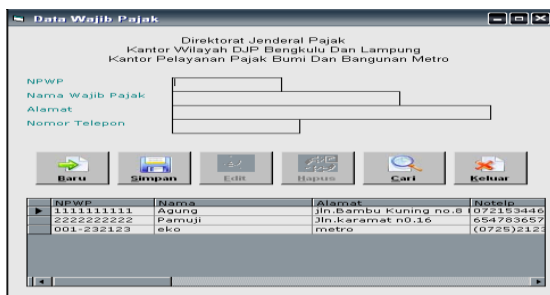 Data Wajib Pajak
Direktorat Jenderal Pajak
Kantor Wilayah DJP Bengkulu Dan Lampung
Kantor Pelayanan Pajak Bumi Dan Bangunan Metro
NPWP
Nama Wajib Pajak
Alamat
Nomor Telepon
Baru Simpan Edit Hapus Cari Keluar
NPWP Nama Alamat Notelp
1111111111 Agung jln.Bambu Kuning no.8 072153446
2222222222 Pamuji Jln.karamat n0.16 654783657
001-232123 eko metro (0725)2123